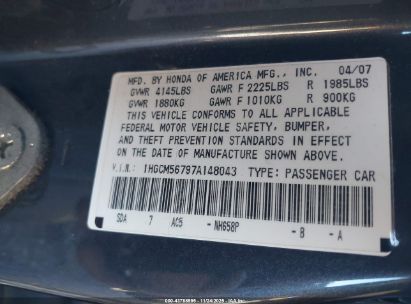 MFD. BY HONDA OF AMERICA MFG., INC. 04/07
GVWR 4145LBS GAWR F 2225LBS R 1985LBS
GVWR 1880KG GAWR F 1010KG R 900KG
THIS VEHICLE CONFORMS TO ALL APPLICABLE
FEDERAL MOTOR VEHICLE SAFETY, BUMPER,
AND THEFT PREVENTION STANDARDS IN EFFECT
ON THE DATE OF MANUFACTURE SHOWN ABOVE.
V.I.N.: 1HGCM56797A148043 TYPE: PASSENGER CAR
SDA 7 AC5 - NH658P - B - A